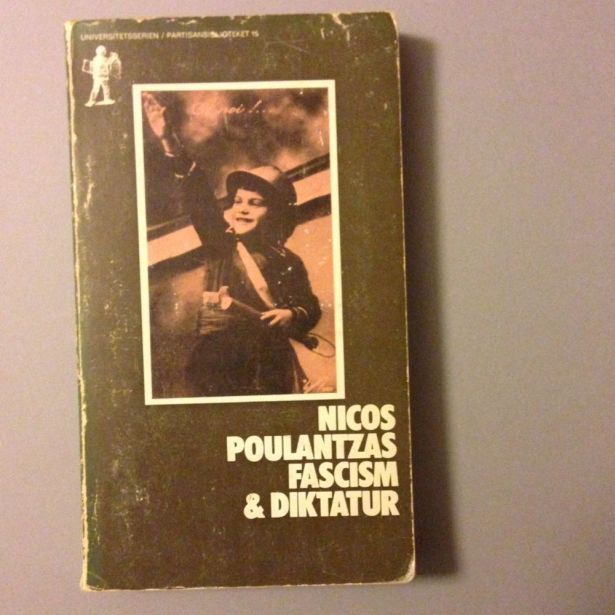 UNIVERSITETSSERIEN / PARTISANBIBLIOTEKET 15
NICOS
POULANTZAS
FASCISM
& DIKTATUR